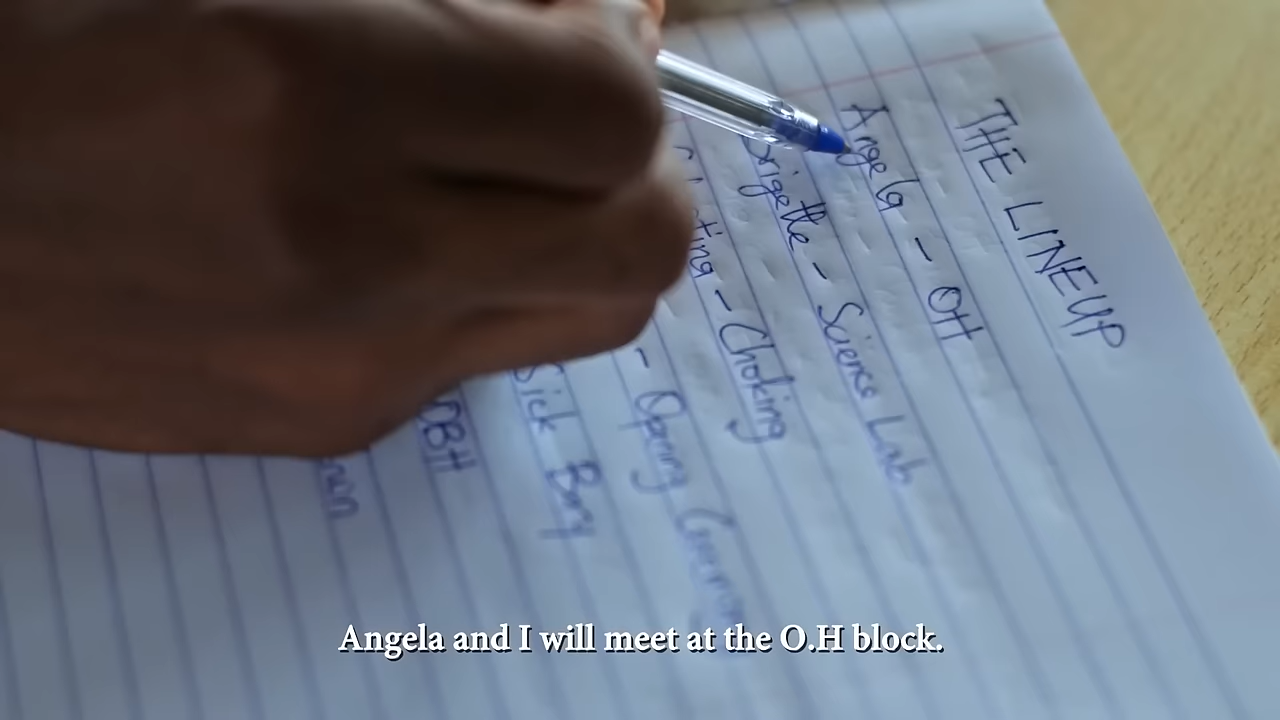 THE LINEUP
Angela - OH
Brigette - Science Lab
- Choking
- Opening
Sick Bay
DBH
Angela and I will meet at the O.H block.